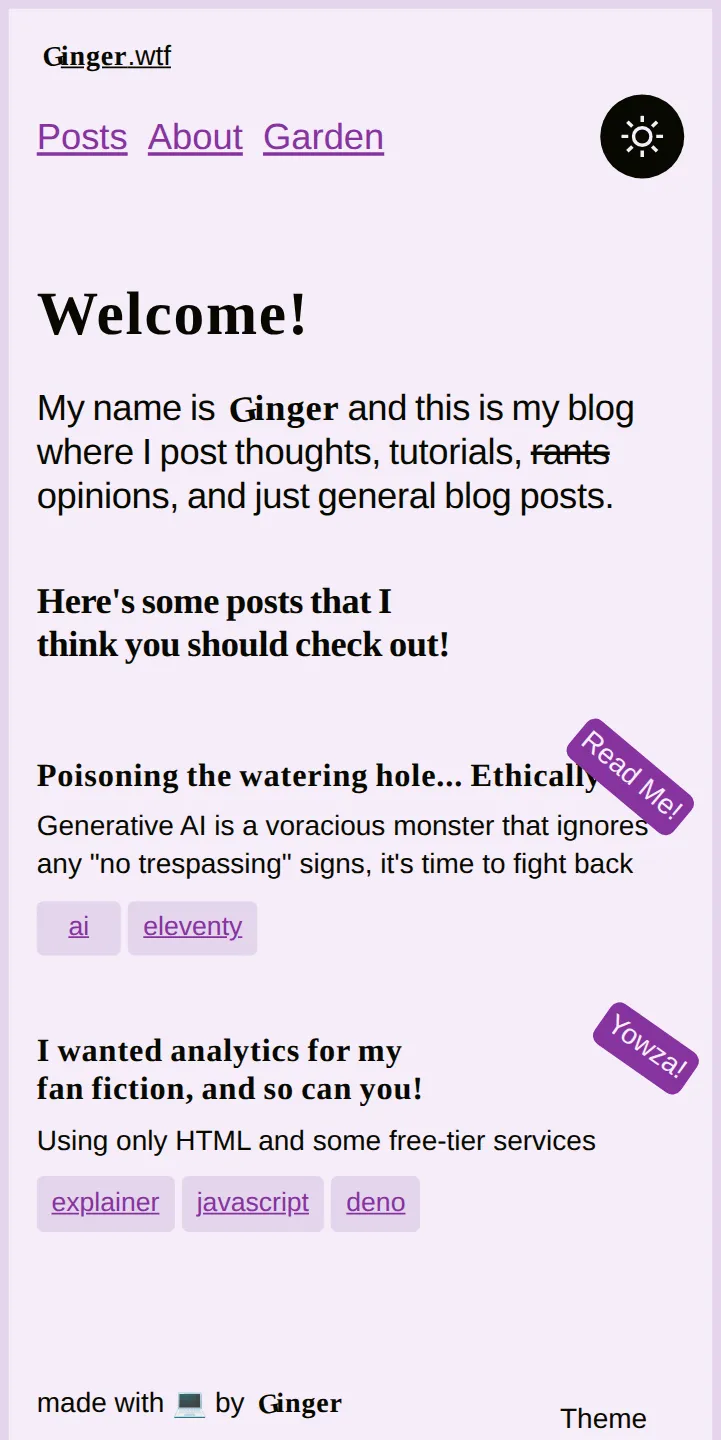 Ginger.wtf
Posts About Garden
Welcome!
My name is Ginger and this is my blog
where I post thoughts, tutorials, rants
opinions, and just general blog posts.
Here's some posts that I
think you should check out!
Read Me!
Poisoning the watering hole... Ethically
Generative AI is a voracious monster that ignores
any "no trespassing" signs, it's time to fight back
ai eleventy
Yowza!
I wanted analytics for my
fan fiction, and so can you!
Using only HTML and some free-tier services
explainer javascript deno
made with 💻 by Ginger
Theme